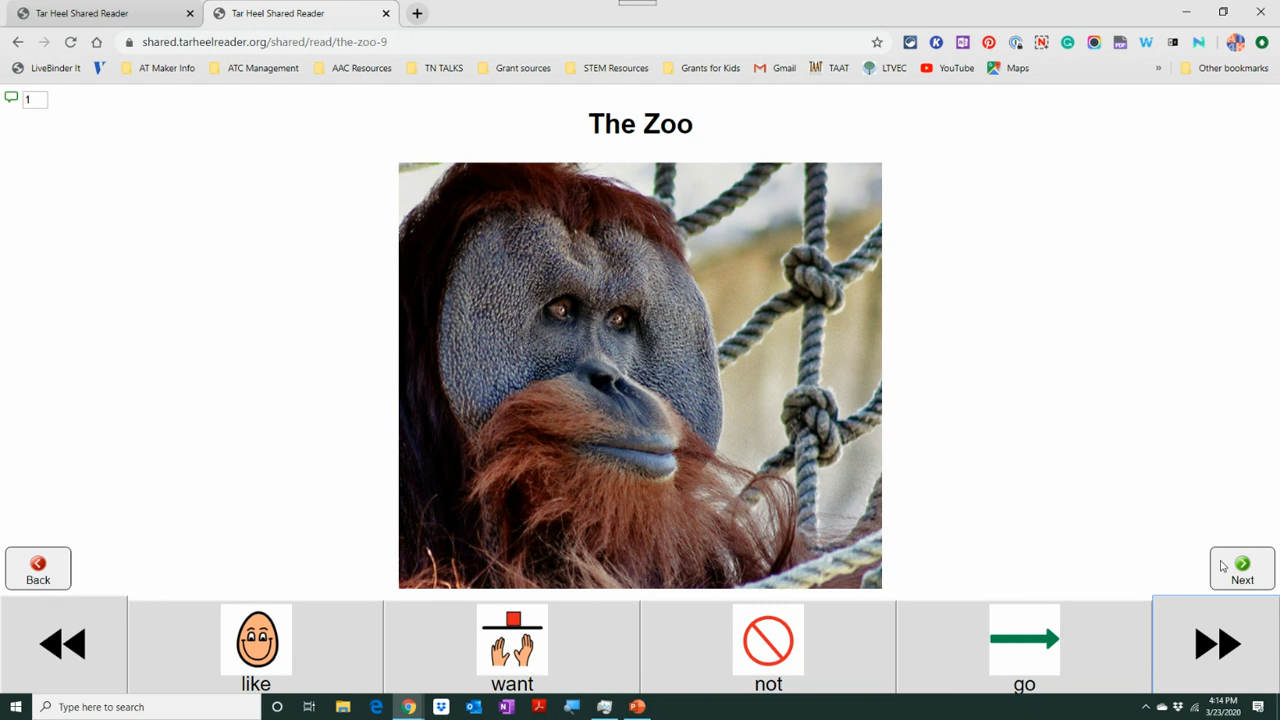 Tar Heel Shared Reader
Tar Heel Shared Reader
shared.tarheelreader.org/shared/read/the-zoo-9
LiveBinder It
AT Maker Info
ATC Management
AAC Resources
TN TALKS
Grant sources
STEM Resources
Grants for Kids
Gmail
TAAT
LTVEC
YouTube
Maps
»
Other bookmarks
1
The Zoo
Back
Next
like
want
not
go
Type here to search
4:14 PM
3/23/2020